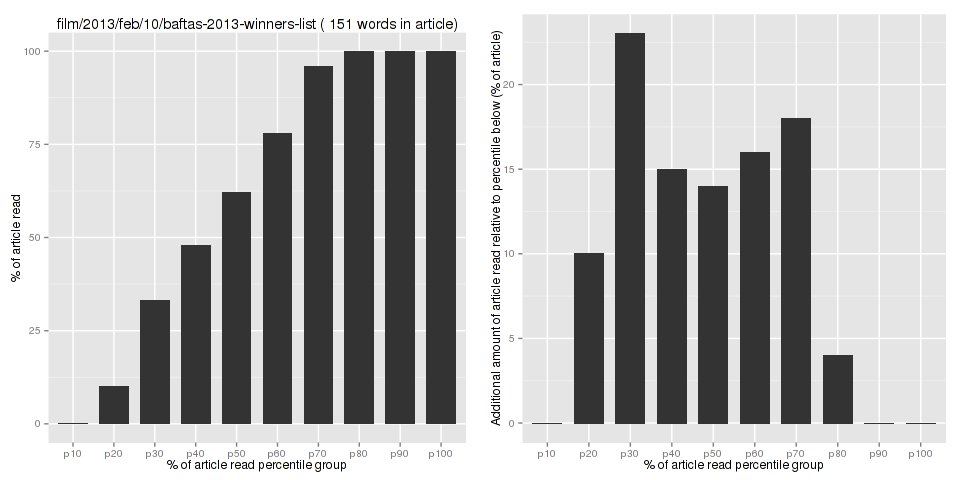 film/2013/feb/10/baftas-2013-winners-list ( 151 words in article)
% of article read
100
75
50
25
0
p10 p20 p30 p40 p50 p60 p70 p80 p90 p100
% of article read percentile group
Additional amount of article read relative to percentile below (% of article)
20
15
10
5
0
p10 p20 p30 p40 p50 p60 p70 p80 p90 p100
% of article read percentile group